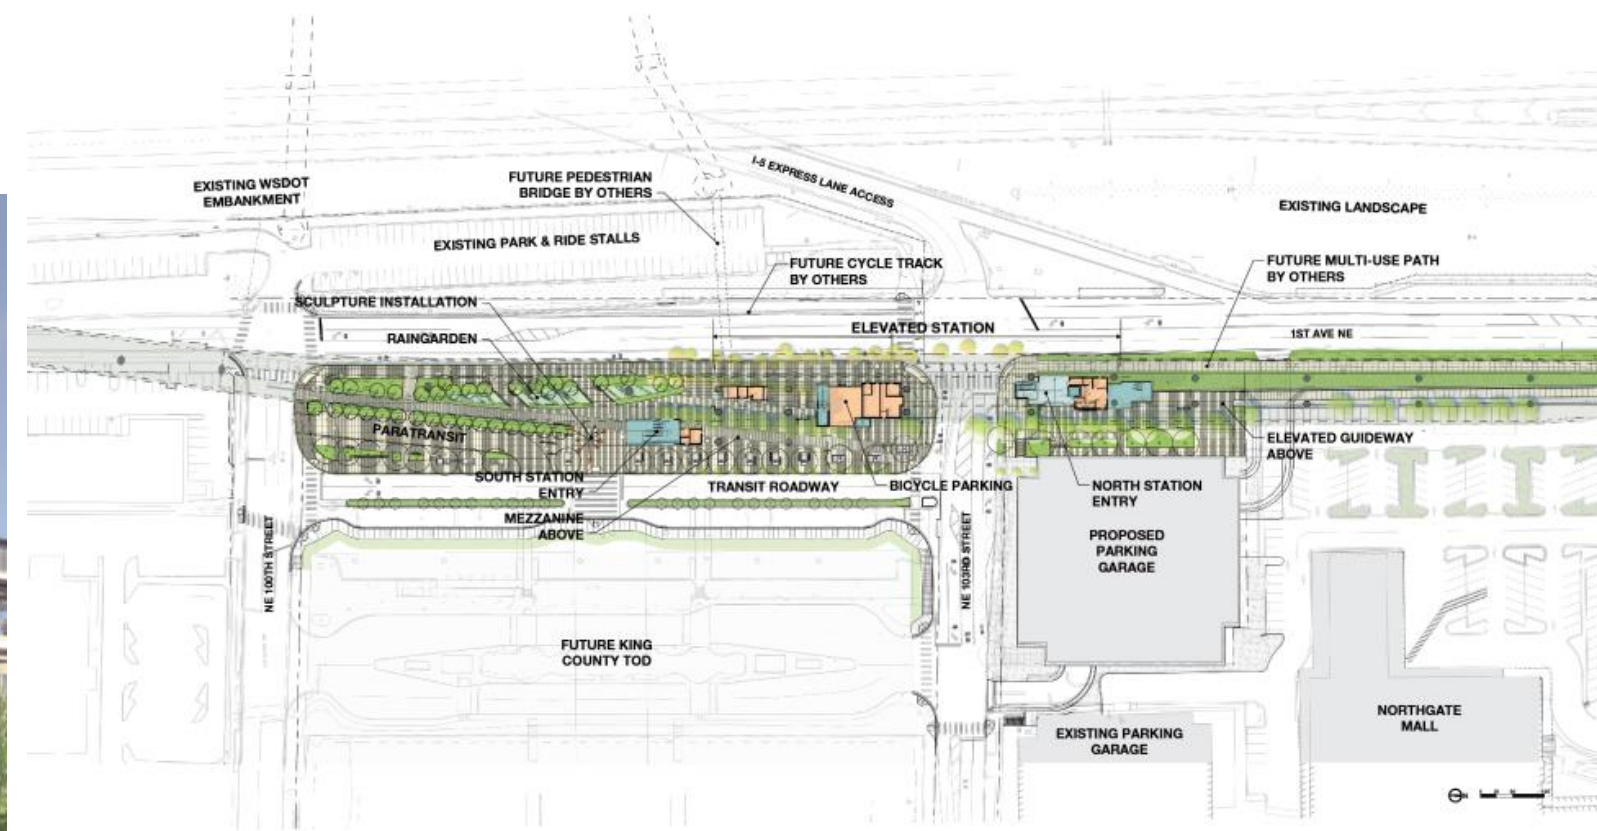 EXISTING WSDOT
EMBANKMENT
FUTURE PEDESTRIAN
BRIDGE BY OTHERS
I-5 EXPRESS LANE ACCESS
EXISTING LANDSCAPE
EXISTING PARK & RIDE STALLS
FUTURE CYCLE TRACK
BY OTHERS
FUTURE MULTI-USE PATH
BY OTHERS
SCULPTURE INSTALLATION
RAINGARDEN
ELEVATED STATION
1ST AVE NE
PARATRANSIT
SOUTH STATION
ENTRY
TRANSIT ROADWAY
BICYCLE PARKING
NORTH STATION
ENTRY
ELEVATED GUIDEWAY
ABOVE
MEZZANINE
ABOVE
NE 100TH STREET
NE 103RD STREET
PROPOSED
PARKING
GARAGE
FUTURE KING
COUNTY TOD
EXISTING PARKING
GARAGE
NORTHGATE
MALL